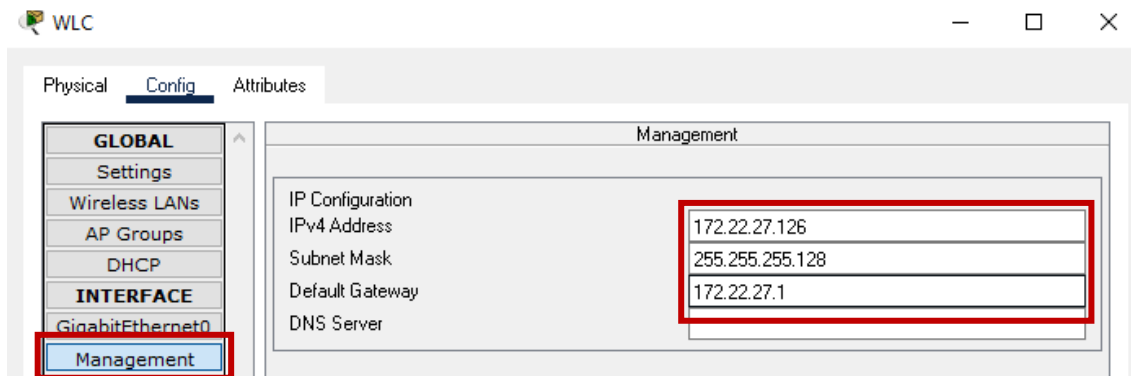 WLC
Physical Config Attributes
GLOBAL
Settings
Wireless LANs
AP Groups
DHCP
INTERFACE
GigabitEthernet0
Management
Management
IP Configuration
IPv4 Address 172.22.27.126
Subnet Mask 255.255.255.128
Default Gateway 172.22.27.1
DNS Server